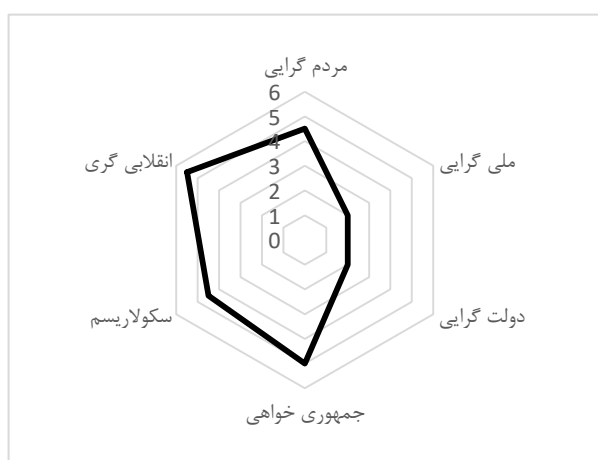 مردم گرایی
6
5
4
3
2
1
0
ملی گرایی
دولت گرایی
جمهوری خواهی
سکولاریسم
انقلابی گری